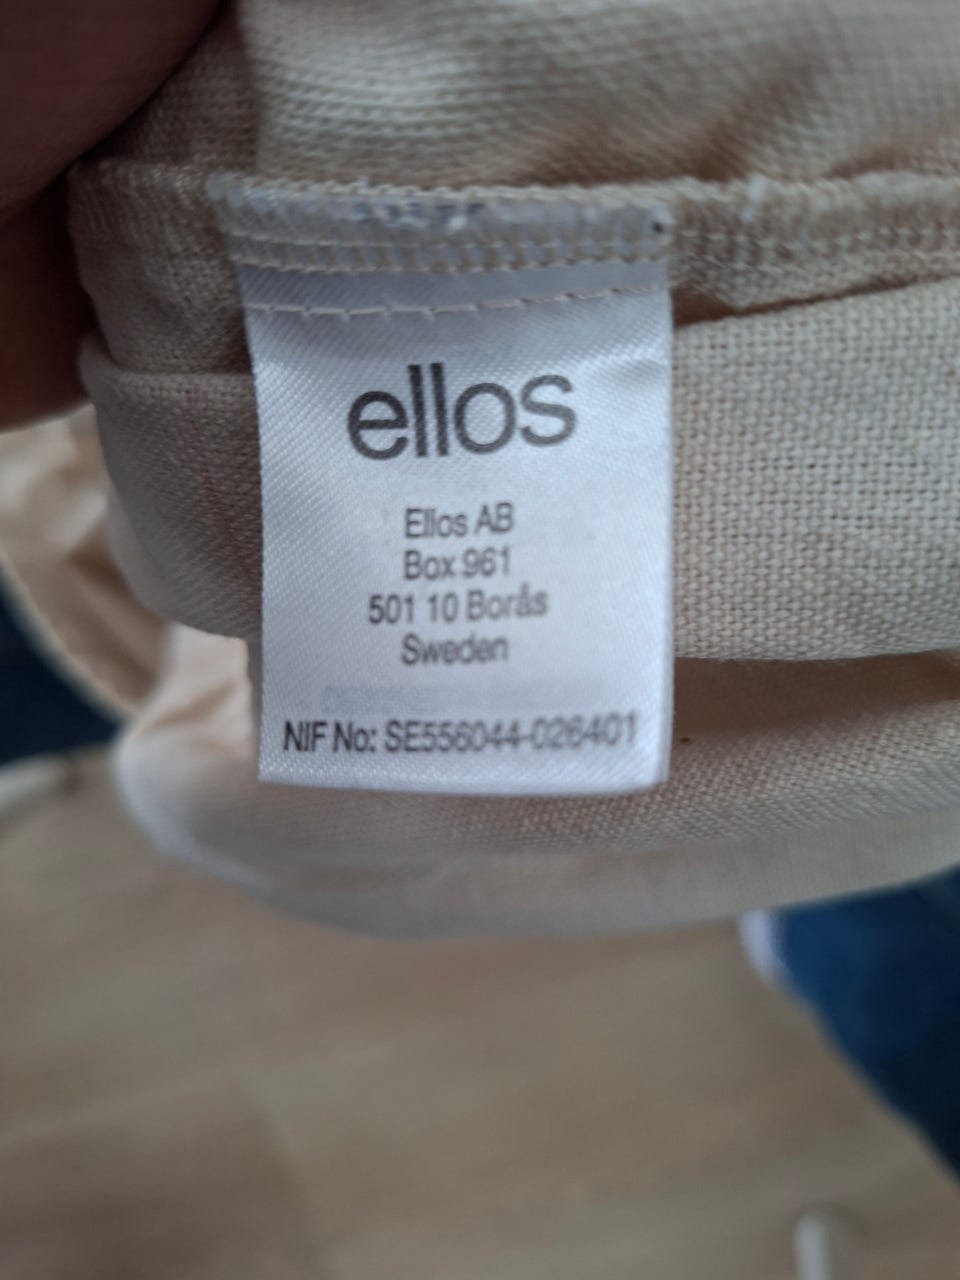 ellos
Ellos AB
Box 961
501 10 Borås
Sweden
NIF No: SE556044-026401